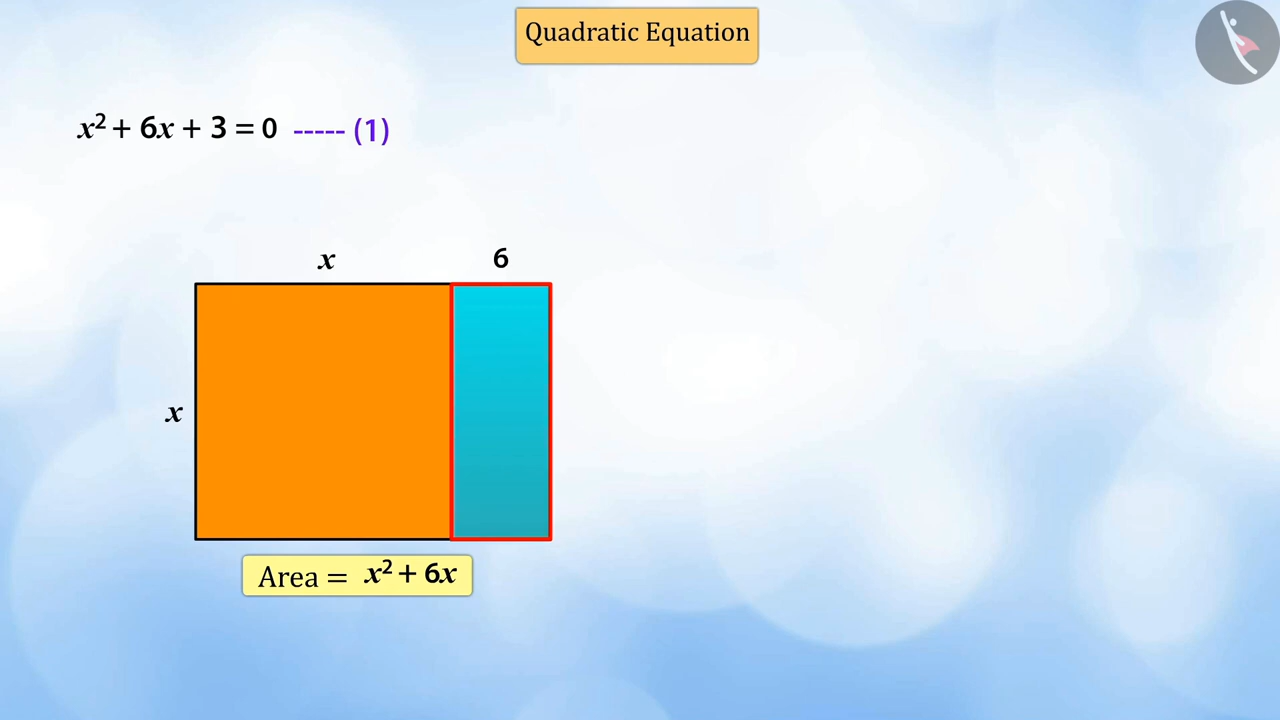 Quadratic Equation
x² + 6x + 3 = 0 ----- (1)
x 6
x
Area = x² + 6x